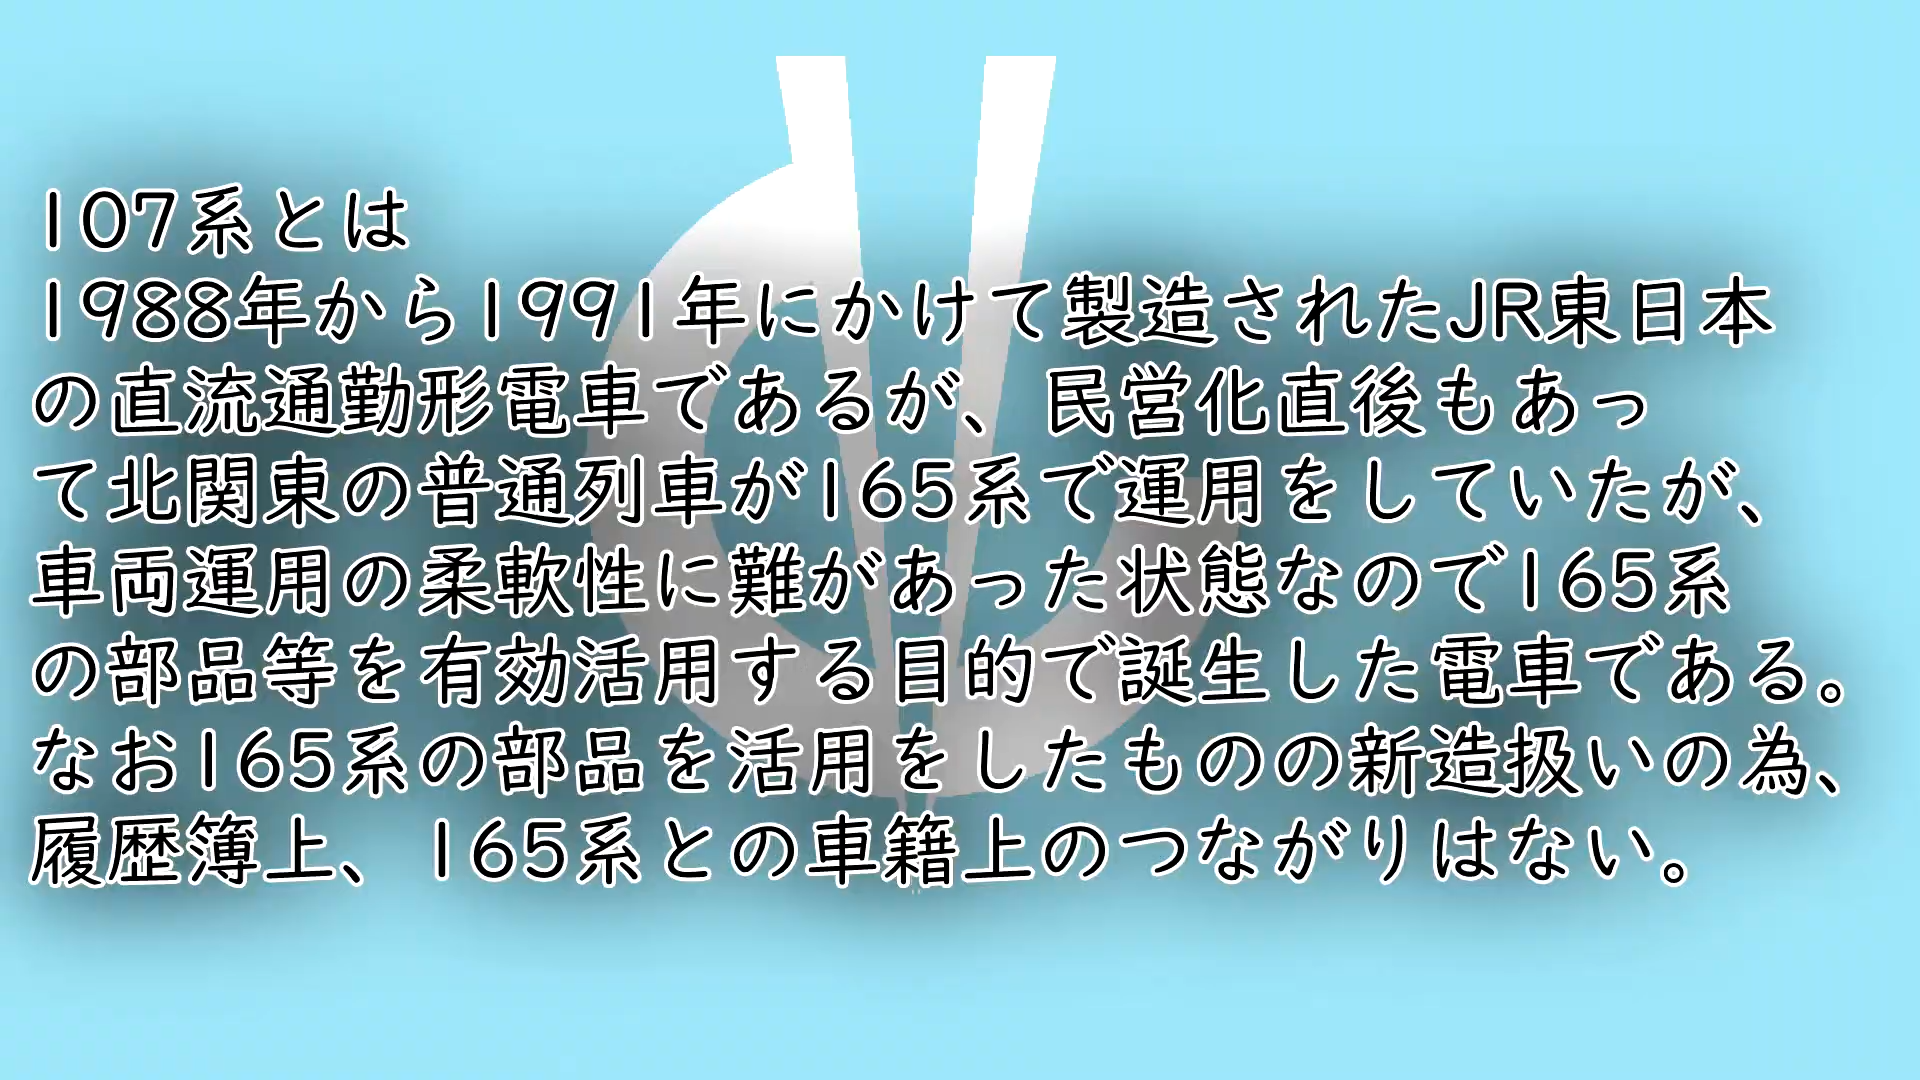 107系とは
1988年から1991年にかけて製造されたJR東日本
の直流通勤形電車であるが、民営化直後もあっ
て北関東の普通列車が165系で運用をしていたが、
車両運用の柔軟性に難があった状態なので165系
の部品等を有効活用する目的で誕生した電車である。
なお165系の部品を活用をしたものの新造扱いの為、
履歴簿上、165系との車籍上のつながりはない。